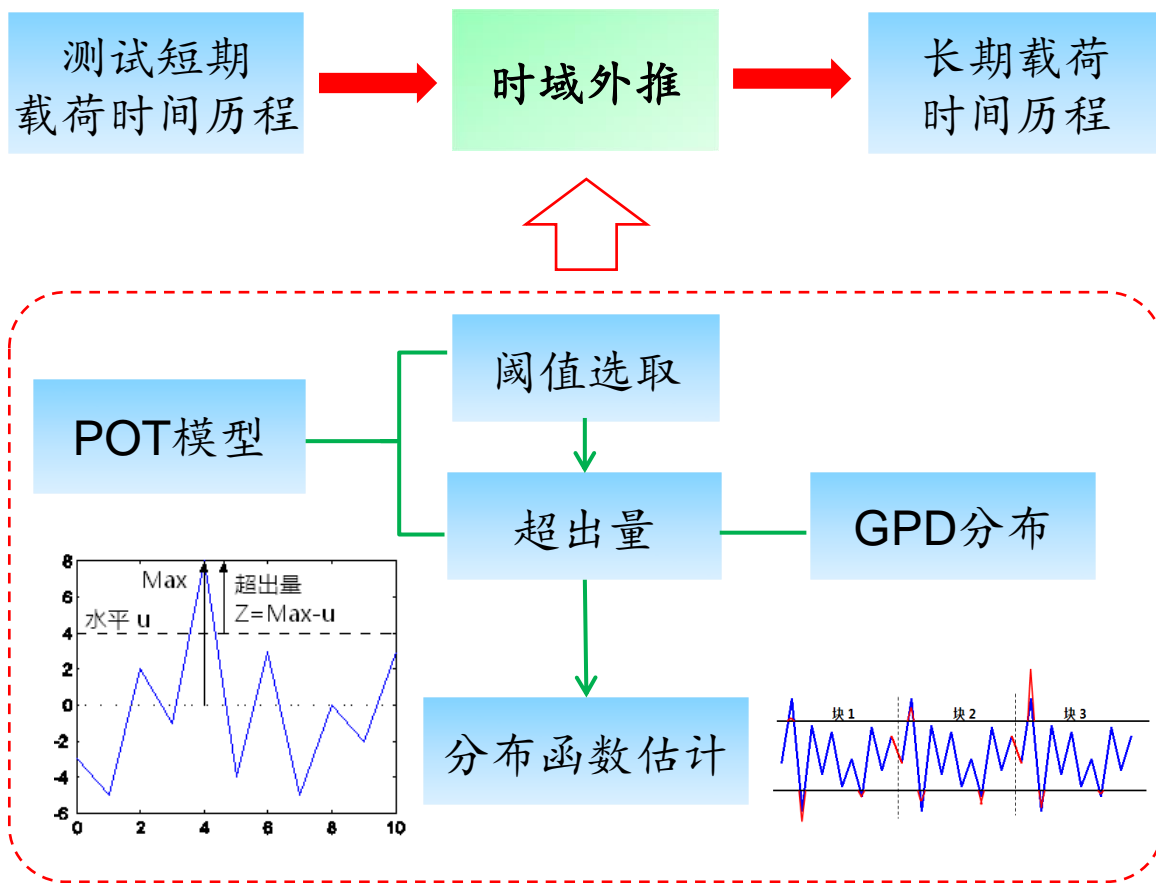 测试短期
载荷时间历程
时域外推
长期载荷
时间历程
阈值选取
POT模型
超出量
GPD分布
分布函数估计
8
6
4
2
0
-2
-4
-6
0
2
4
6
8
10
Max
超出量
Z=Max-u
水平 u
块1
块2
块3